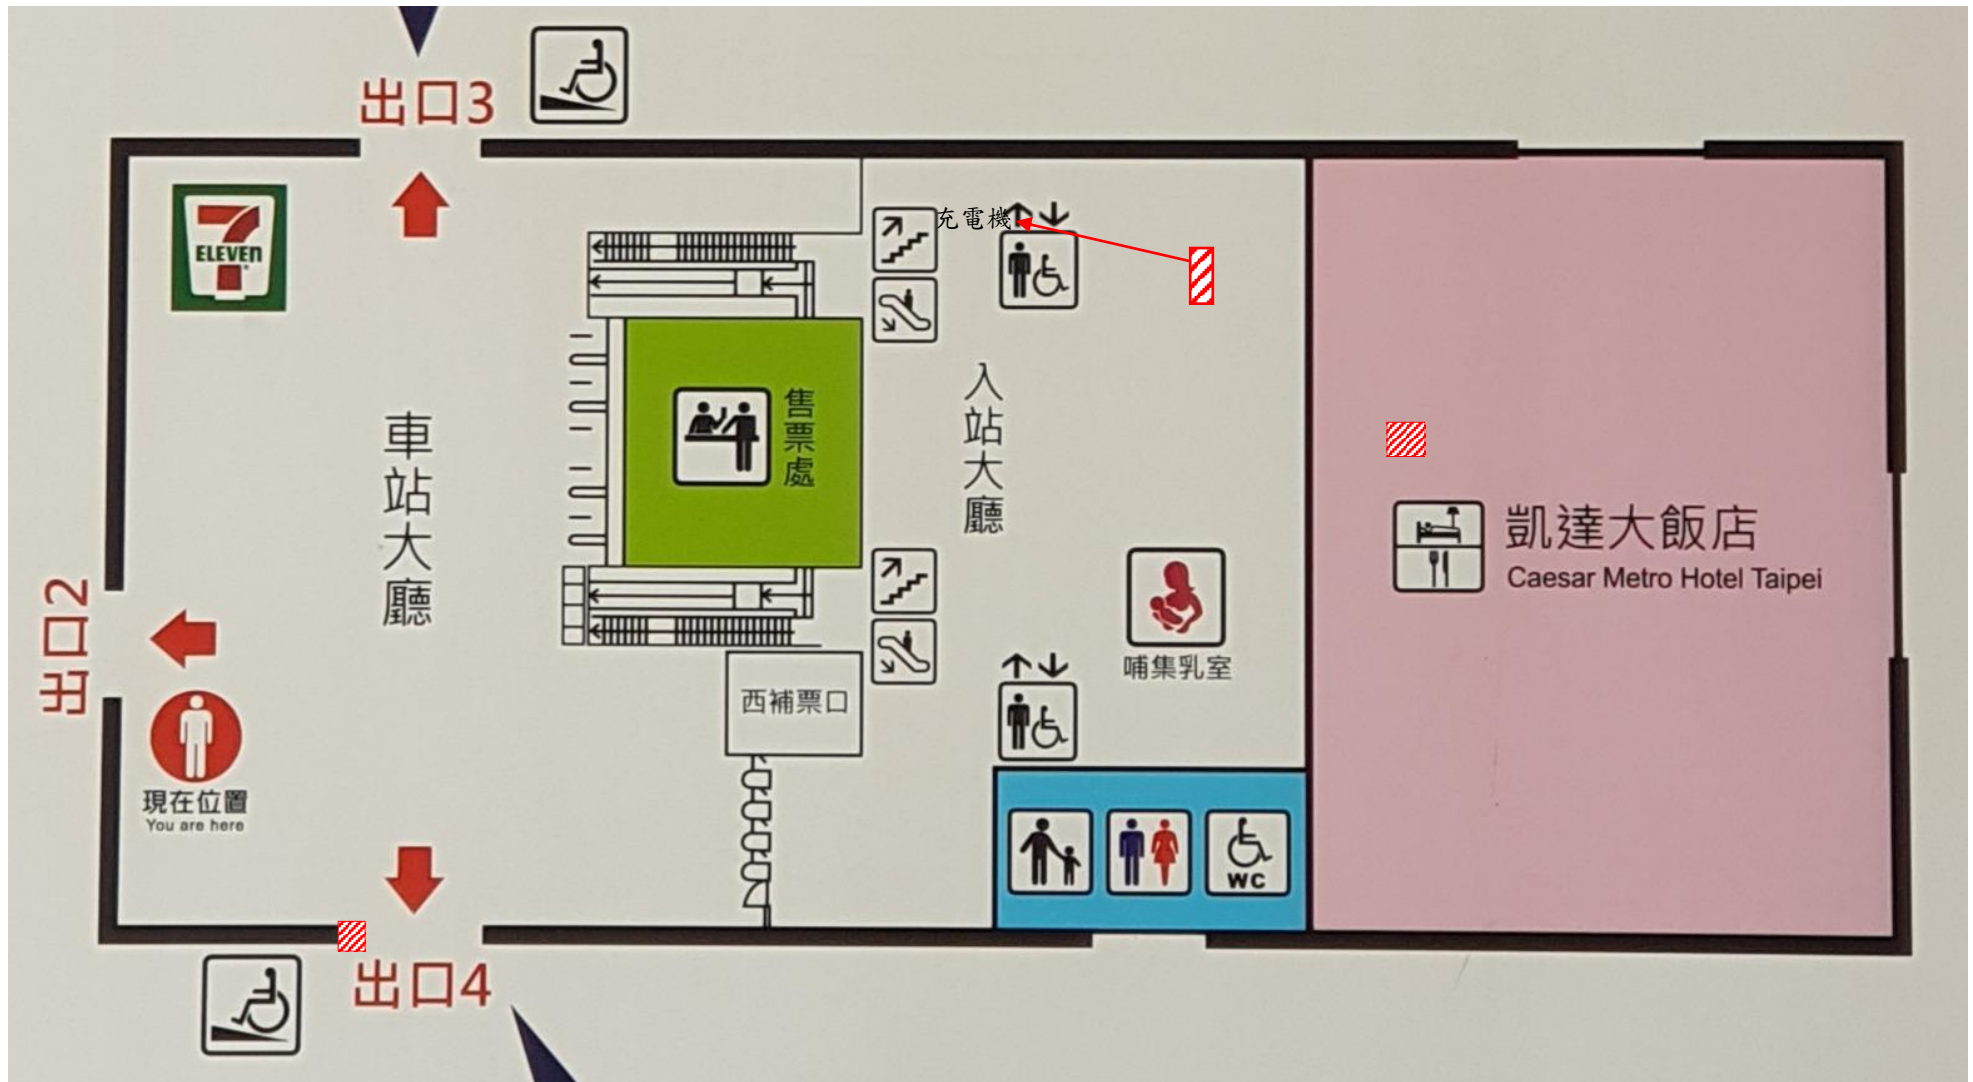 出口3
7
ELEVEn
充電機
售票處
入站大廳
車站大廳
凱達大飯店
Caesar Metro Hotel Taipei
出口2
哺集乳室
西補票口
現在位置
You are here
WC
出口4